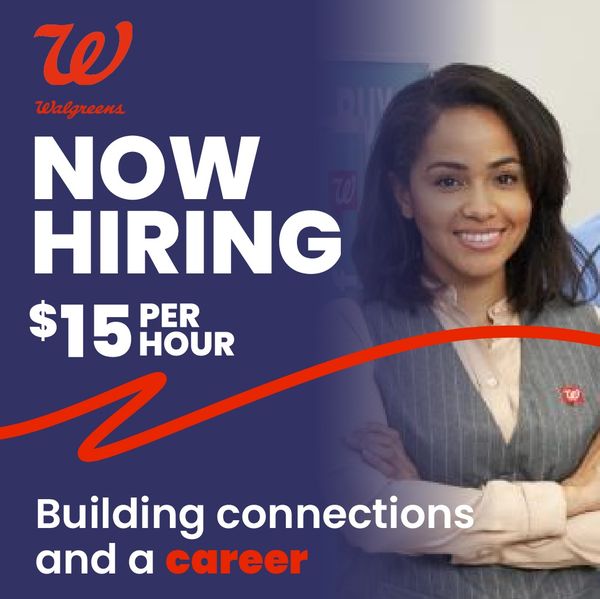 W
Walgreens
NOW
HIRING
$15 PER
HOUR
Building connections
and a career